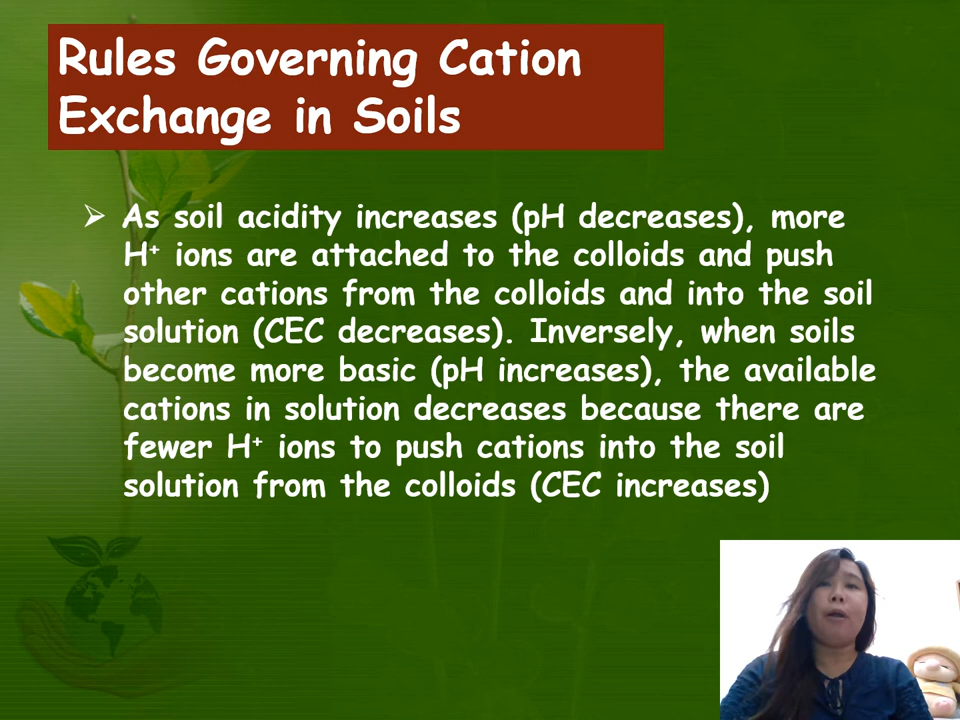 Rules Governing Cation
Exchange in Soils
➢ As soil acidity increases (pH decreases), more
H⁺ ions are attached to the colloids and push
other cations from the colloids and into the soil
solution (CEC decreases). Inversely, when soils
become more basic (pH increases), the available
cations in solution decreases because there are
fewer H⁺ ions to push cations into the soil
solution from the colloids (CEC increases)